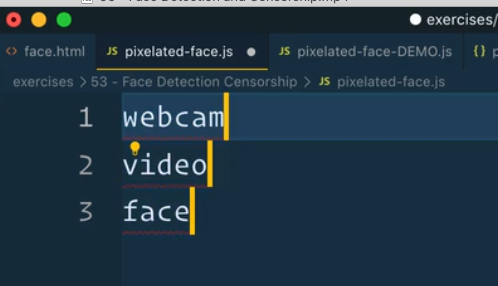 exercises/
<> face.html
JS pixelated-face.js
JS pixelated-face-DEMO.js
{}
exercises > 53 - Face Detection Censorship > JS pixelated-face.js
1 webcam
2 video
3 face